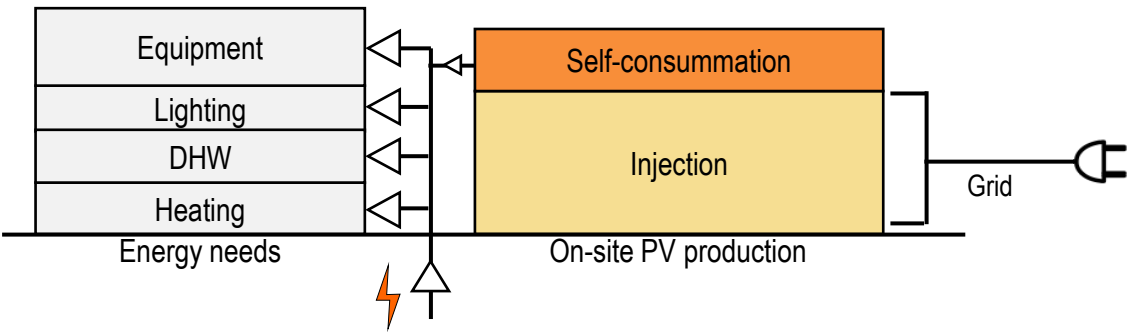 Equipment
Lighting
DHW
Heating
Energy needs
Self-consummation
Injection
On-site PV production
Grid